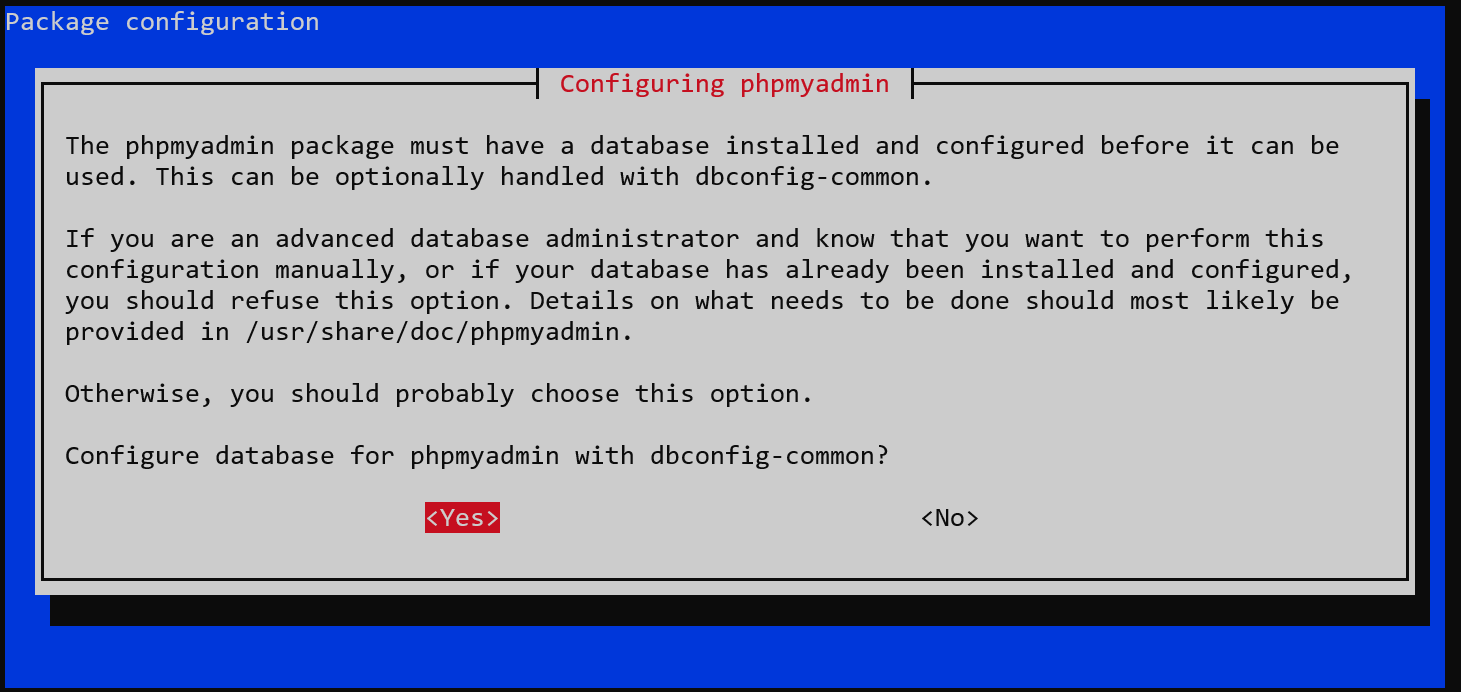 Package configuration
Configuring phpmyadmin
The phpmyadmin package must have a database installed and configured before it can be
used. This can be optionally handled with dbconfig-common.
If you are an advanced database administrator and know that you want to perform this
configuration manually, or if your database has already been installed and configured,
you should refuse this option. Details on what needs to be done should most likely be
provided in /usr/share/doc/phpmyadmin.
Otherwise, you should probably choose this option.
Configure database for phpmyadmin with dbconfig-common?
<Yes> <No>